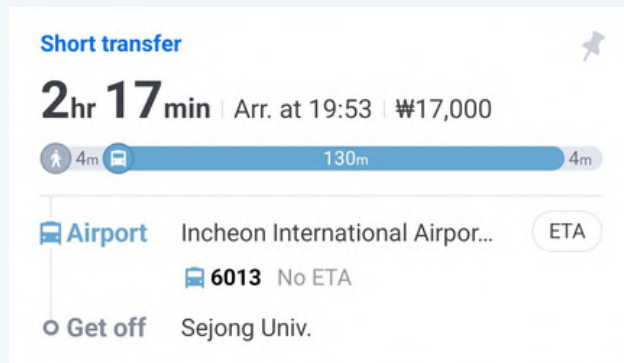 Short transfer
2hr 17min Arr. at 19:53 ₩17,000
4m 130m 4m
Airport Incheon International Airpor... ETA
6013 No ETA
Get off Sejong Univ.